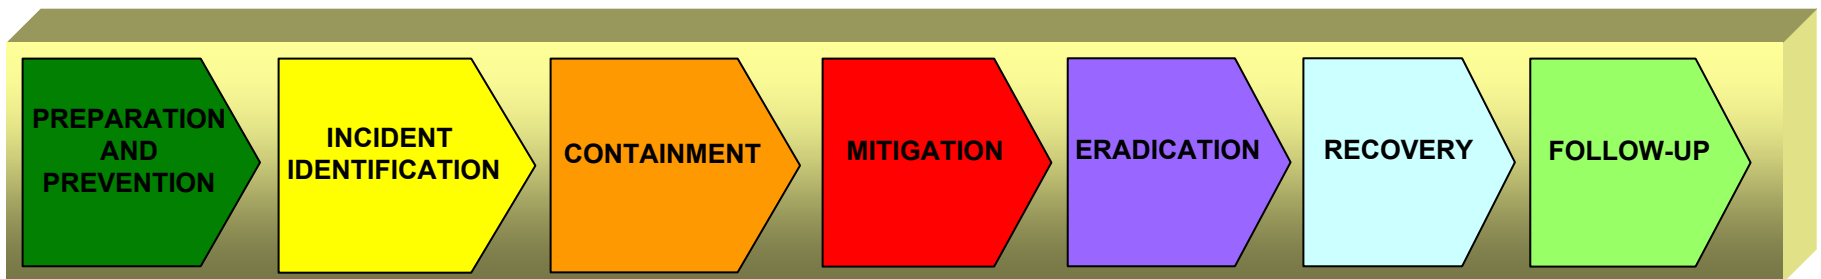 PREPARATION
AND
PREVENTION
INCIDENT
IDENTIFICATION
CONTAINMENT
MITIGATION
ERADICATION
RECOVERY
FOLLOW-UP